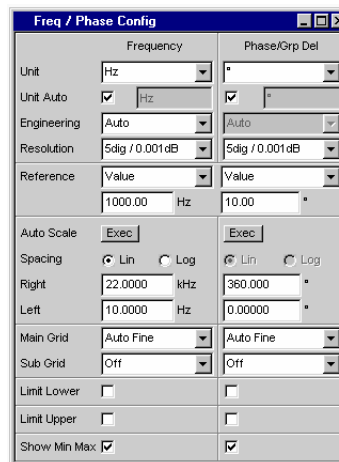 Freq / Phase Config
Frequency Phase/Grp Del
Unit Hz °
Unit Auto Hz °
Engineering Auto Auto
Resolution 5dig / 0.001dB 5dig / 0.001dB
Reference Value Value
1000.00 Hz 10.00 °
Auto Scale Exec Exec
Spacing Lin Log Lin Log
Right 22.0000 kHz 360.000 °
Left 10.0000 Hz 0.00000 °
Main Grid Auto Fine Auto Fine
Sub Grid Off Off
Limit Lower
Limit Upper
Show Min Max